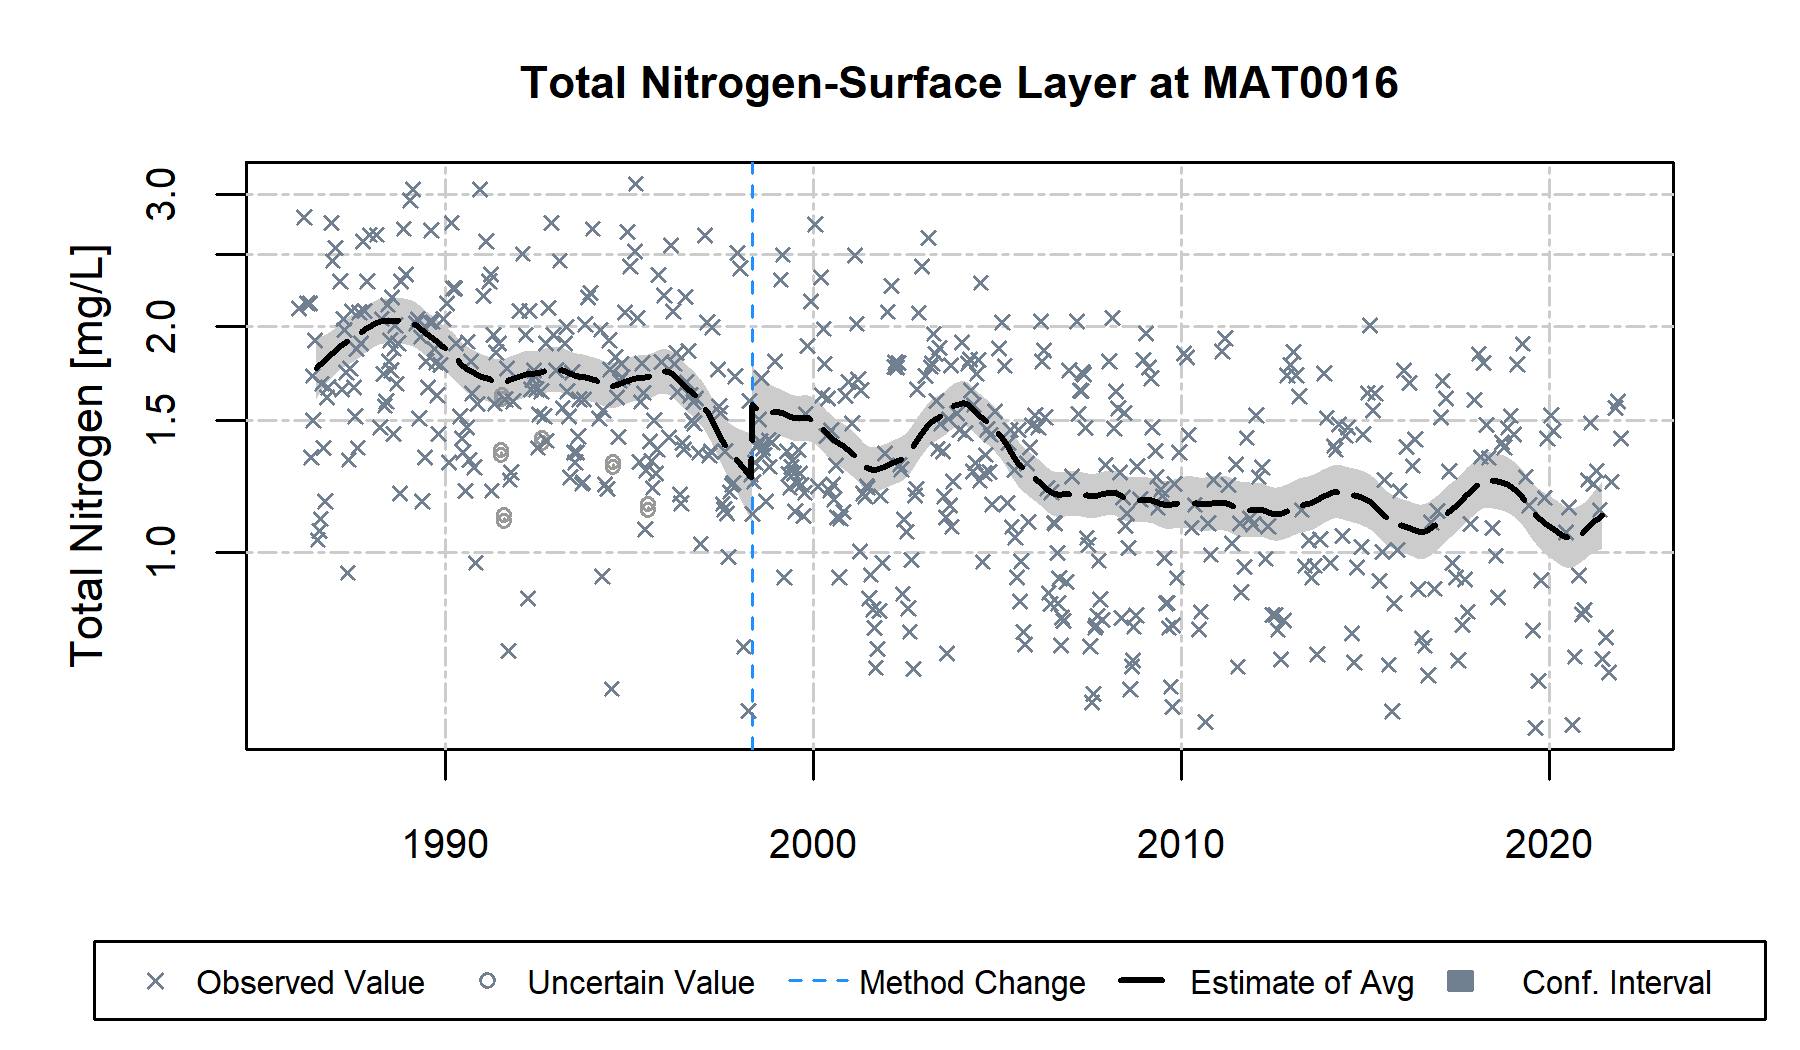 Total Nitrogen-Surface Layer at MAT0016
Total Nitrogen [mg/L]
3.0
2.0
1.5
1.0
1990 2000 2010 2020
Observed Value Uncertain Value Method Change Estimate of Avg Conf. Interval